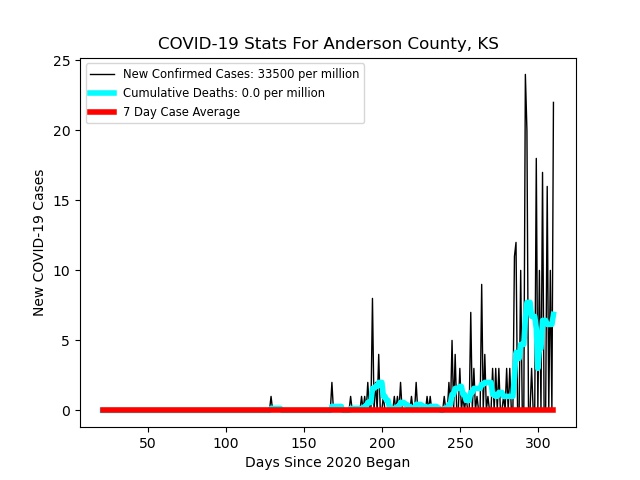 COVID-19 Stats For Anderson County, KS
New Confirmed Cases: 33500 per million
Cumulative Deaths: 0.0 per million
7 Day Case Average
New COVID-19 Cases
25
20
15
10
5
0
50 100 150 200 250 300
Days Since 2020 Began